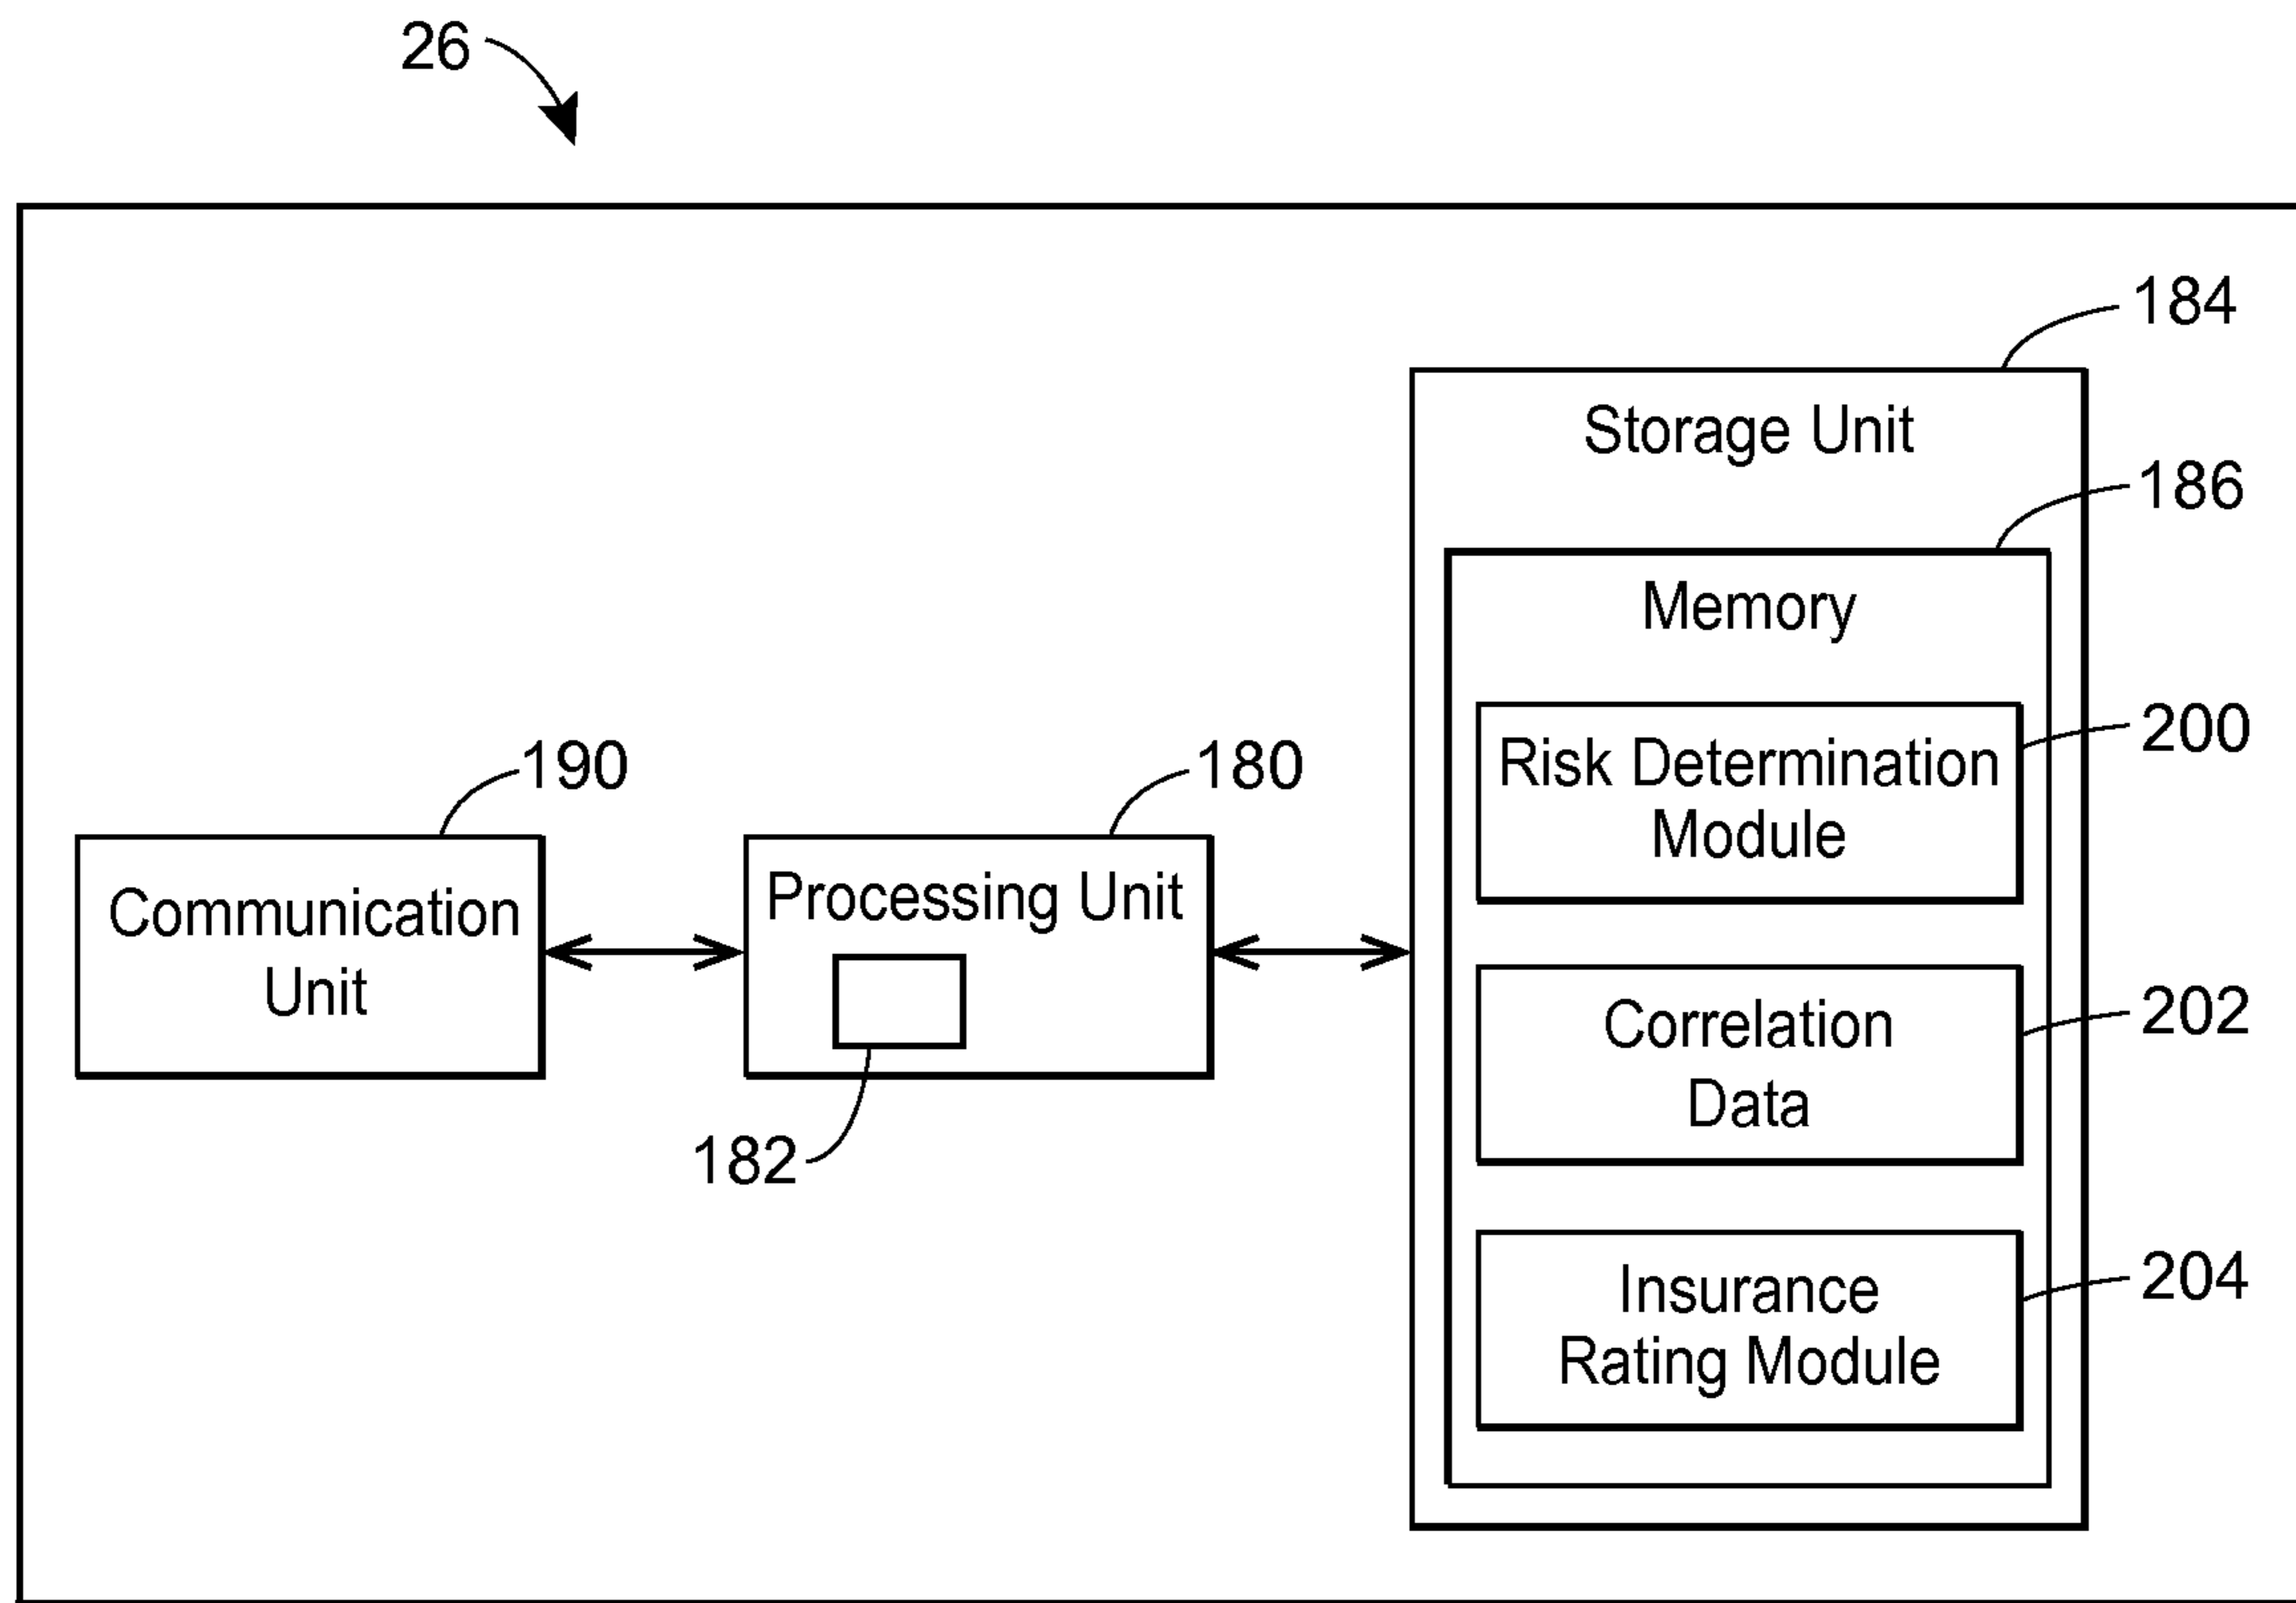 26
184
Storage Unit
186
Memory
200
Risk Determination
Module
190
180
Communication
Unit
Processing Unit
182
202
Correlation
Data
204
Insurance
Rating Module